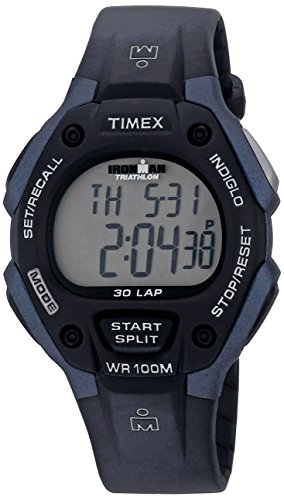 TIMEX
IRONMAN
TRIATHLON
SET/RECALL
INDIGLO
TH 5-31
P
2:04 38
MODE
STOP/RESET
30 LAP
START
SPLIT
WR 100M